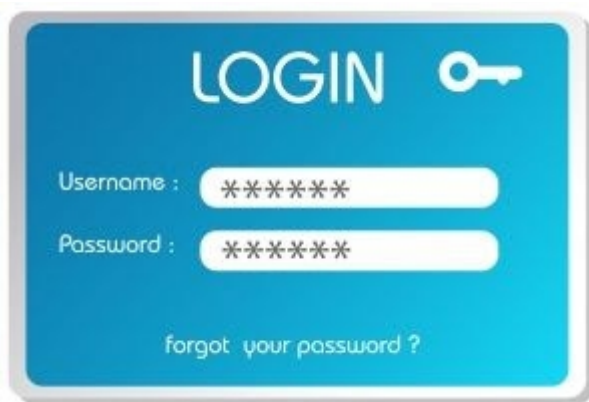 LOGIN
Username : ******
Password : ******
forgot your password ?